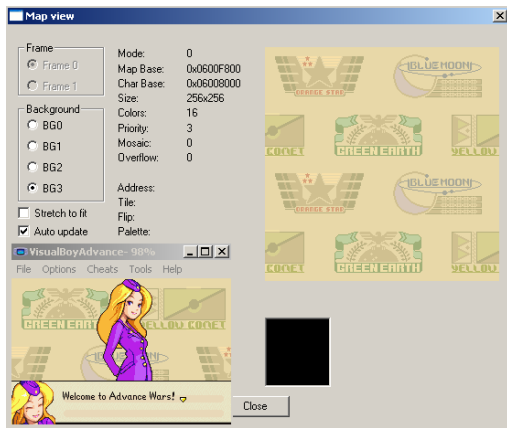 Map view
Frame
Frame 0
Frame 1
Background
BG0
BG1
BG2
BG3
Stretch to fit
Auto update
Mode: 0
Map Base: 0x0600F800
Char Base: 0x06008000
Size: 256x256
Colors: 16
Priority: 3
Mosaic: 0
Overflow: 0
Address:
Tile:
Flip:
Palette:
ORANGE STAR
BLUE MOON
COMET
GREEN EARTH
YELLOW
ORANGE STAR
BLUE MOON
COMET
GREEN EARTH
YELLOW
VisualBoyAdvance- 98%
File Options Cheats Tools Help
GREEN EARTH
YELLOW COMET
BLUE MOON
Welcome to Advance Wars!
Close